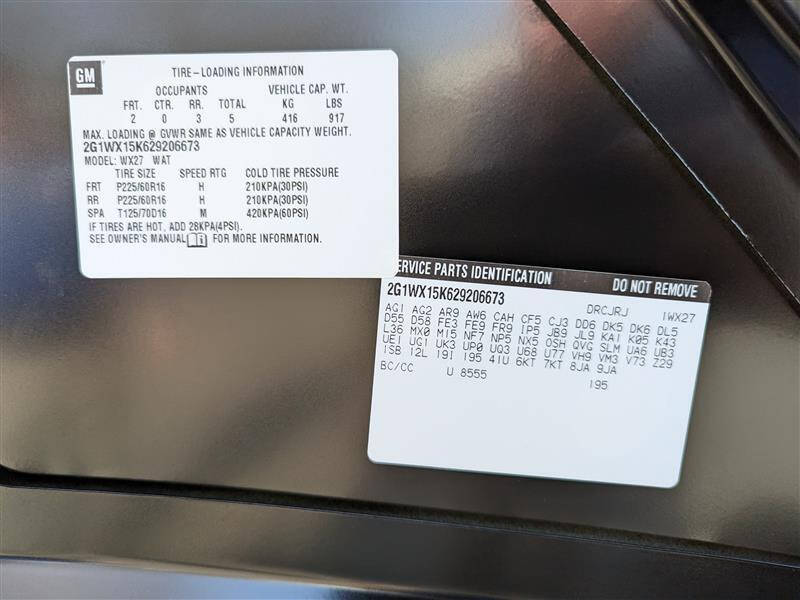 GM
TIRE-LOADING INFORMATION
OCCUPANTS VEHICLE CAP. WT.
FRT. CTR. RR. TOTAL KG LBS
2 0 3 5 416 917
MAX. LOADING @ GVWR SAME AS VEHICLE CAPACITY WEIGHT.
2G1WX15K629206673
MODEL: WX27 WAT
TIRE SIZE SPEED RTG COLD TIRE PRESSURE
FRT P225/60R16 H 210KPA(30PSI)
RR P225/60R16 H 210KPA(30PSI)
SPA T125/70D16 M 420KPA(60PSI)
IF TIRES ARE HOT, ADD 28KPA(4PSI).
SEE OWNER'S MANUAL FOR MORE INFORMATION.
SERVICE PARTS IDENTIFICATION DO NOT REMOVE
2G1WX15K629206673 DRCJRJ 1WX27
AG1 AG2 AR9 AW6 CAH CF5 CJ3 DD6 DK5 DK6 DL5
D55 D58 FE3 FE9 FR9 IP5 JB9 JL9 KA1 K05 K43
L36 MX0 M15 NF7 NP5 NX5 OSH QVG SLM UA6 UB3
UE1 UG1 UK3 UP0 UQ3 U68 U77 VH9 VM3 V73 Z29
1SB 12L 19I 195 41U 6KT 7KT 8JA 9JA
BC/CC U 8555 195